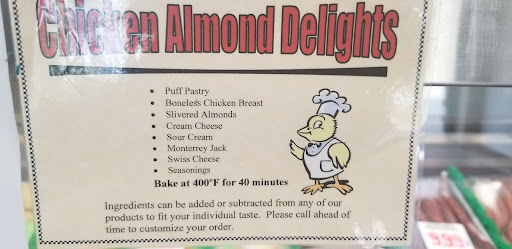 Chicken Almond Delights
• Puff Pastry
• Boneless Chicken Breast
• Slivered Almonds
• Cream Cheese
• Sour Cream
• Monterrey Jack
• Swiss Cheese
• Seasonings
Bake at 400°F for 40 minutes
Ingredients can be added or subtracted from any of our
products to fit your individual taste. Please call ahead of
time to customize your order.